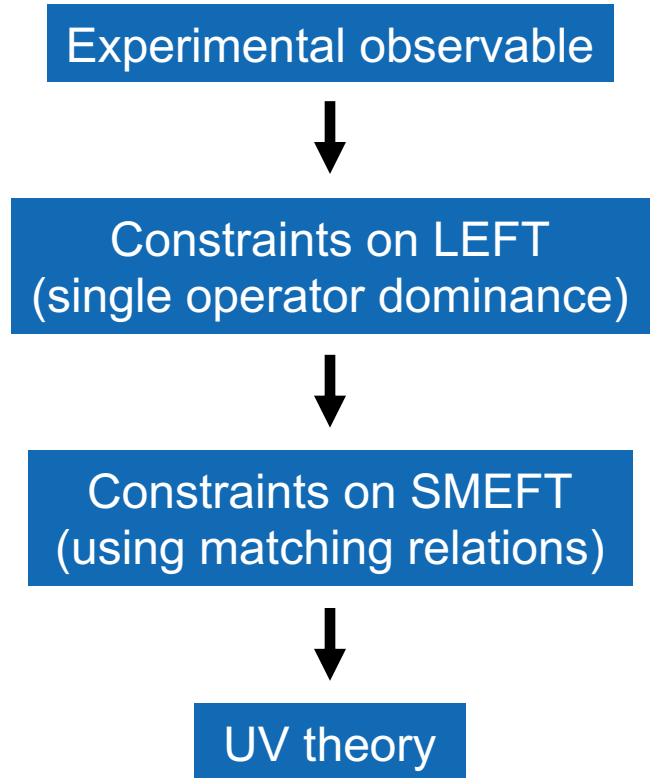 Experimental observable
Constraints on LEFT
(single operator dominance)
Constraints on SMEFT
(using matching relations)
UV theory